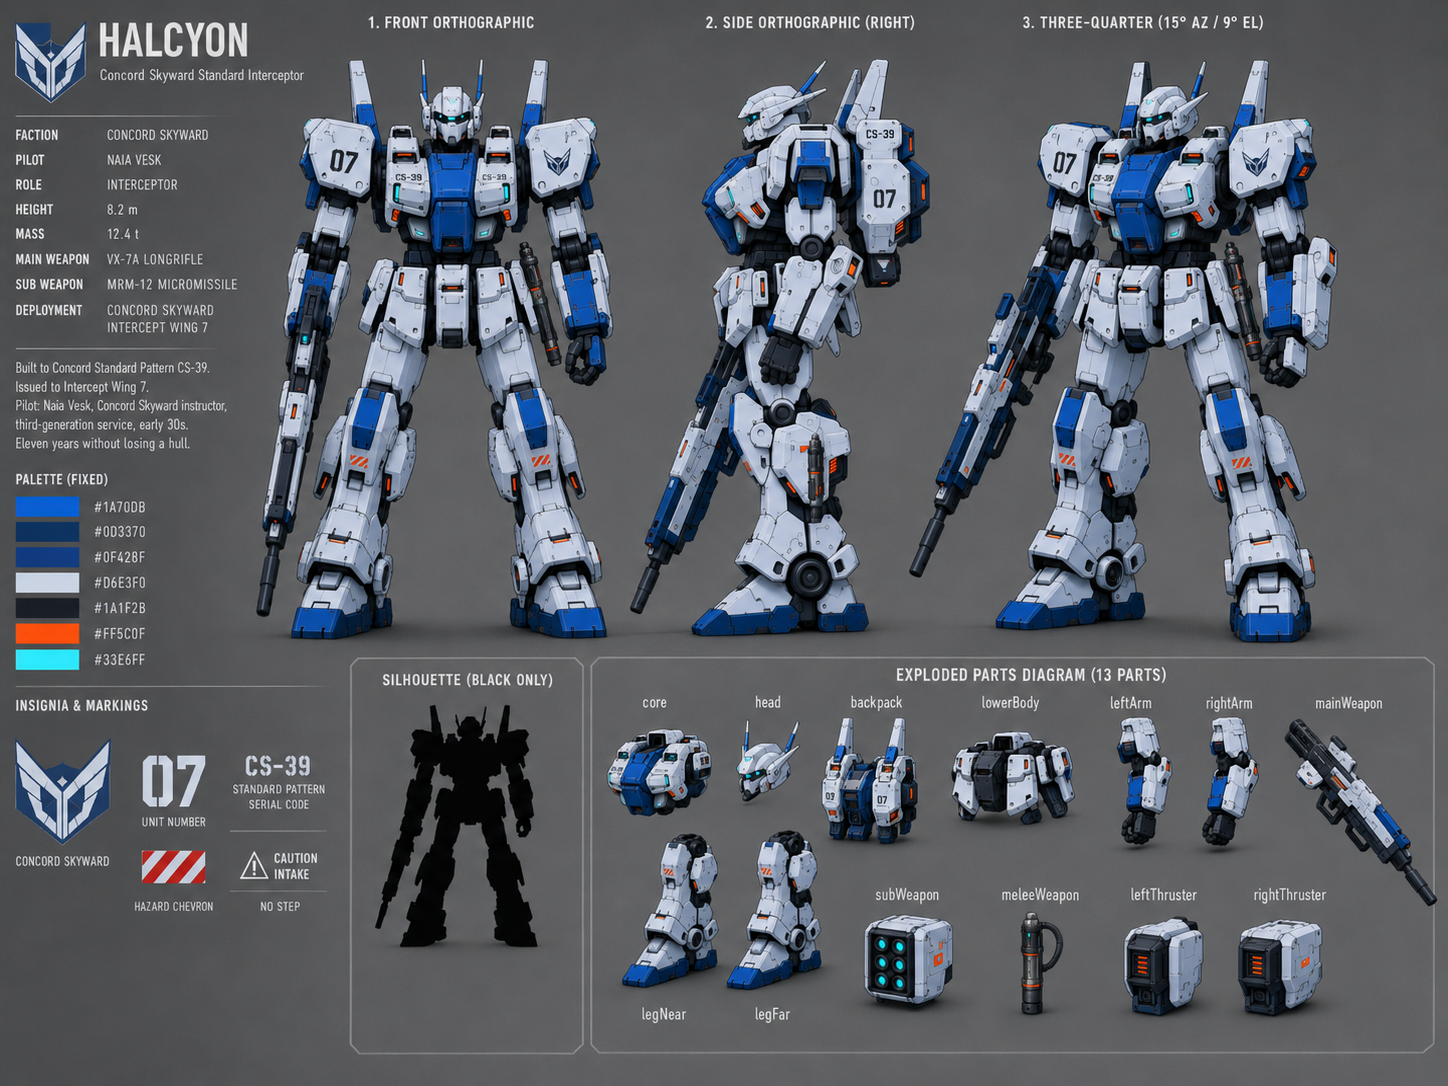 HALCYON
Concord Skyward Standard Interceptor
FACTION CONCORD SKYWARD
PILOT NAIA VESK
ROLE INTERCEPTOR
HEIGHT 8.2 m
MASS 12.4 t
MAIN WEAPON VX-7A LONGRIFLE
SUB WEAPON MRM-12 MICROMISSILE
DEPLOYMENT CONCORD SKYWARD
INTERCEPT WING 7
Built to Concord Standard Pattern CS-39.
Issued to Intercept Wing 7.
Pilot: Naia Vesk, Concord Skyward instructor,
third-generation service, early 30s.
Eleven years without losing a hull.
PALETTE (FIXED)
#1A70DB
#0D3370
#0F428F
#D6E3F0
#1A1F2B
#FF5C0F
#33E6FF
INSIGNIA & MARKINGS
CONCORD SKYWARD
07
UNIT NUMBER
CS-39
STANDARD PATTERN
SERIAL CODE
HAZARD CHEVRON
CAUTION
INTAKE
NO STEP
1. FRONT ORTHOGRAPHIC
07
CS-39
CS-39
2. SIDE ORTHOGRAPHIC (RIGHT)
CS-39
07
3. THREE-QUARTER (15° AZ / 9° EL)
07
CS-39
SILHOUETTE (BLACK ONLY)
EXPLODED PARTS DIAGRAM (13 PARTS)
core
head
backpack
07
07
lowerBody
leftArm
rightArm
mainWeapon
legNear
legFar
subWeapon
meleeWeapon
leftThruster
rightThruster